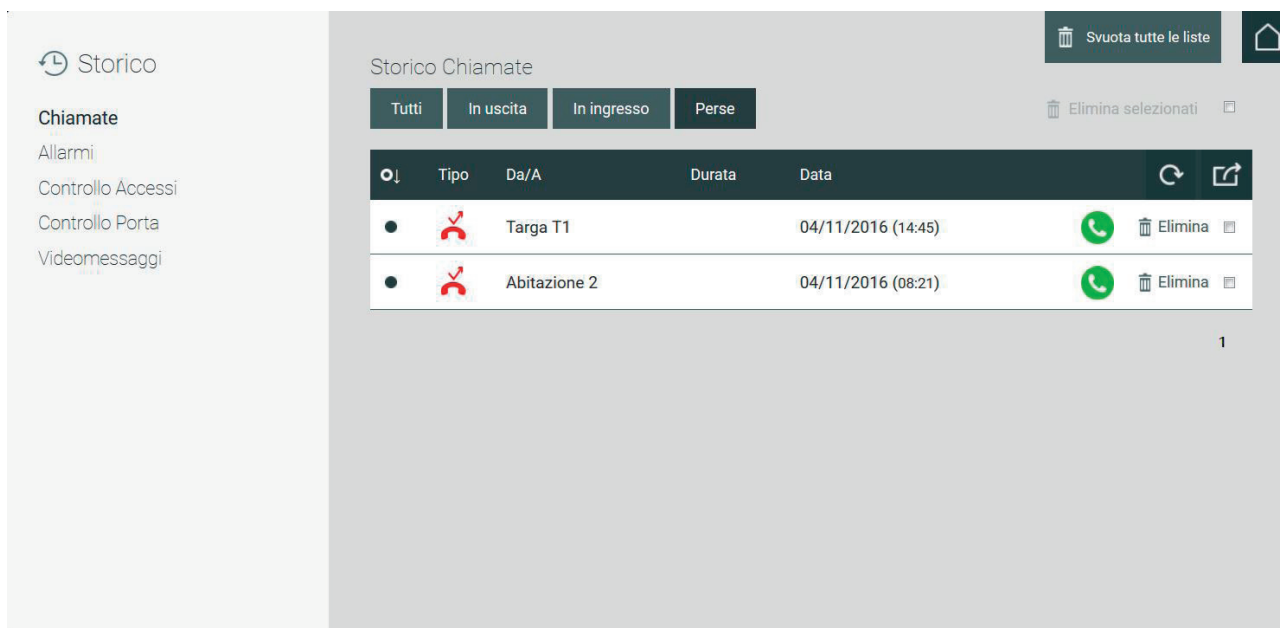 Storico
Chiamate
Allarmi
Controllo Accessi
Controllo Porta
Videomessaggi
Svuota tutte le liste
Storico Chiamate
Tutti In uscita In ingresso Perse
Elimina selezionati
Tipo Da/A Durata Data
Targa T1 04/11/2016 (14:45) Elimina
Abitazione 2 04/11/2016 (08:21) Elimina
1